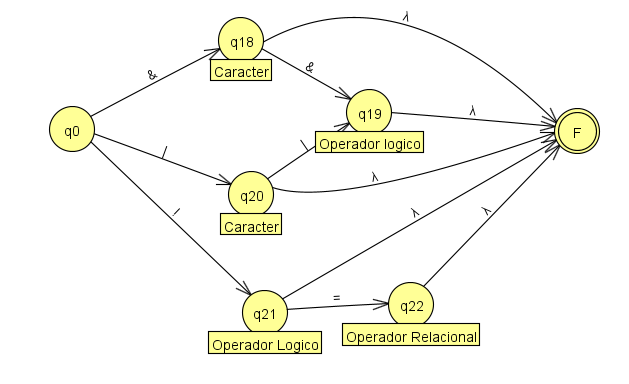 λ
q18
&
&
Caracter
q19
λ
q0
F
|
|
Operador logico
λ
q20
Caracter
λ
λ
=
q22
q21
Operador Relacional
Operador Logico